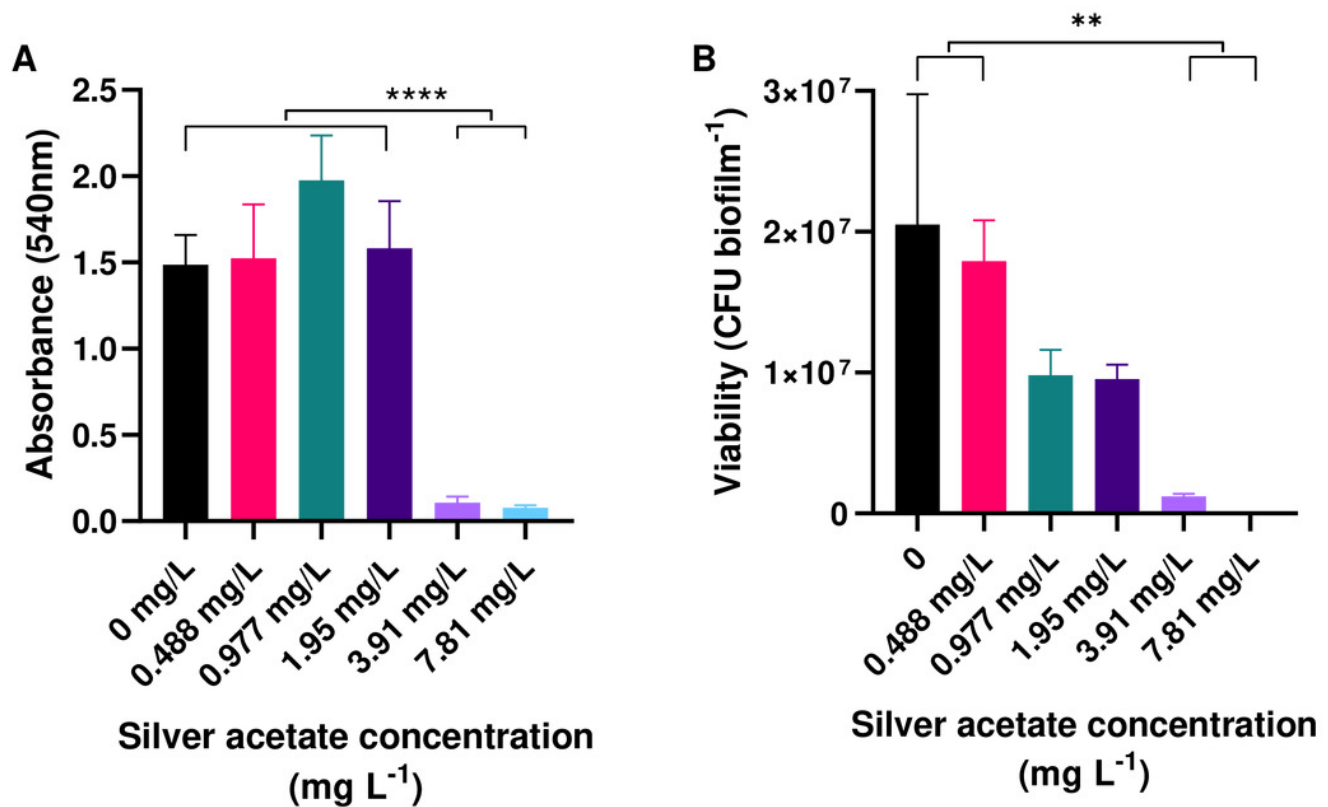 A
****
2.5
2.0
1.5
1.0
0.5
0.0
Absorbance (540nm)
0 mg/L
0.488 mg/L
0.977 mg/L
1.95 mg/L
3.91 mg/L
7.81 mg/L
Silver acetate concentration
(mg L⁻¹)
B
**
3×10⁷
2×10⁷
1×10⁷
0
Viability (CFU biofilm⁻¹)
0
0.488 mg/L
0.977 mg/L
1.95 mg/L
3.91 mg/L
7.81 mg/L
Silver acetate concentration
(mg L⁻¹)